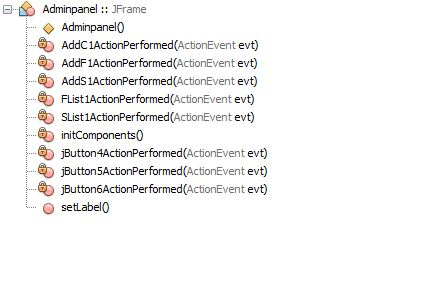 Adminpanel :: JFrame
Adminpanel()
AddC1ActionPerformed(ActionEvent evt)
AddF1ActionPerformed(ActionEvent evt)
AddS1ActionPerformed(ActionEvent evt)
FList1ActionPerformed(ActionEvent evt)
SList1ActionPerformed(ActionEvent evt)
initComponents()
jButton4ActionPerformed(ActionEvent evt)
jButton5ActionPerformed(ActionEvent evt)
jButton6ActionPerformed(ActionEvent evt)
setLabel()